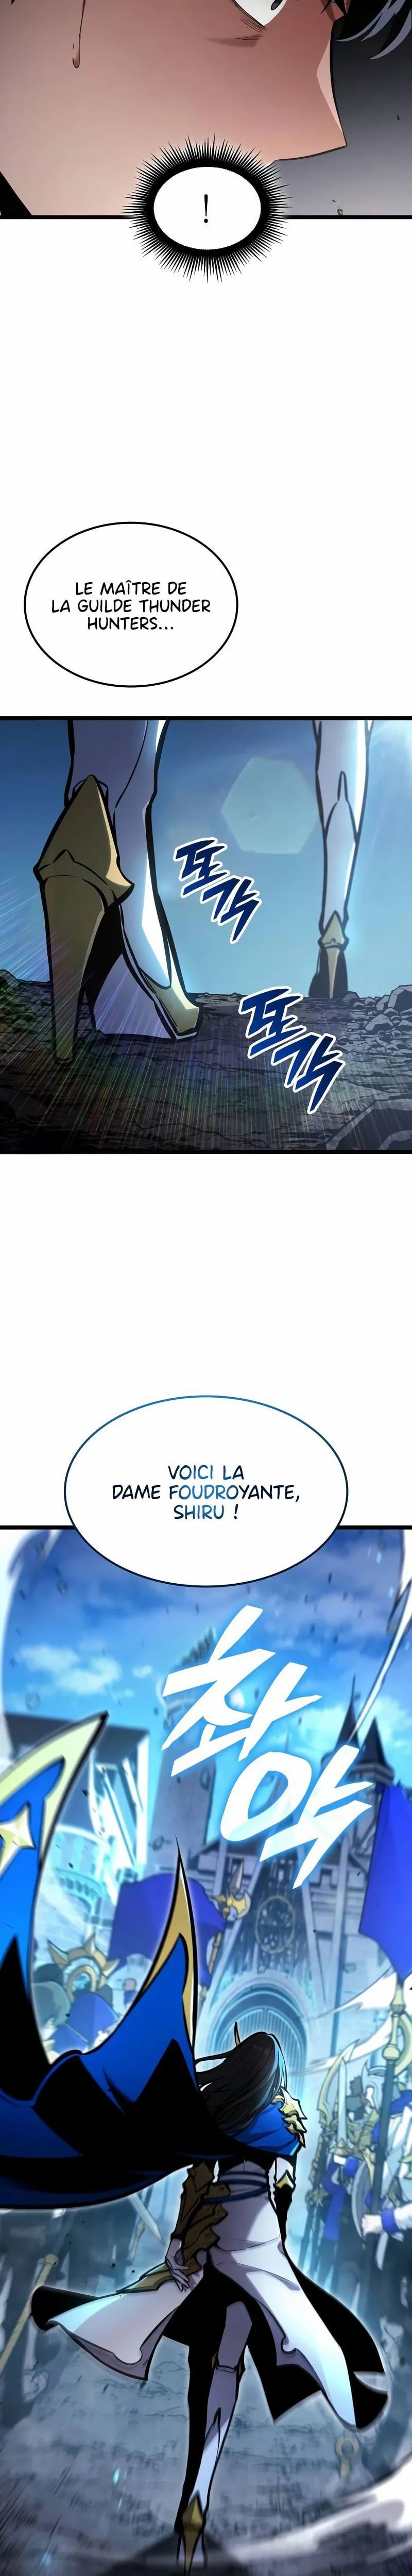 !
LE MAÎTRE DE
LA GUILDE THUNDER
HUNTERS...
또각
또각
VOICI LA
DAME FOUDROYANTE,
SHIRU !
촤악